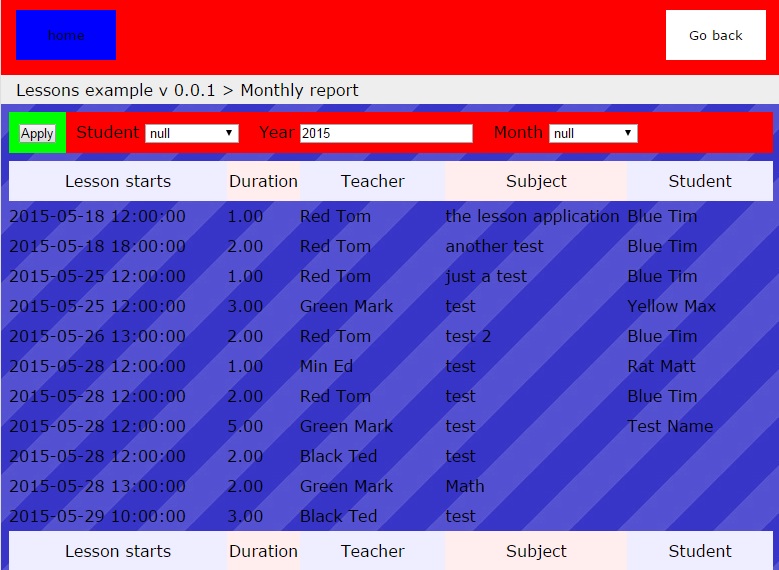 home Go back
Lessons example v 0.0.1 > Monthly report
Apply Student null Year 2015 Month null
Lesson starts Duration Teacher Subject Student
2015-05-18 12:00:00 1.00 Red Tom the lesson application Blue Tim
2015-05-18 18:00:00 2.00 Red Tom another test Blue Tim
2015-05-25 12:00:00 1.00 Red Tom just a test Blue Tim
2015-05-25 12:00:00 3.00 Green Mark test Yellow Max
2015-05-26 13:00:00 2.00 Red Tom test 2 Blue Tim
2015-05-28 12:00:00 1.00 Min Ed test Rat Matt
2015-05-28 12:00:00 2.00 Red Tom test Blue Tim
2015-05-28 12:00:00 5.00 Green Mark test Test Name
2015-05-28 12:00:00 2.00 Black Ted test
2015-05-28 13:00:00 2.00 Green Mark Math
2015-05-29 10:00:00 3.00 Black Ted test
Lesson starts Duration Teacher Subject Student